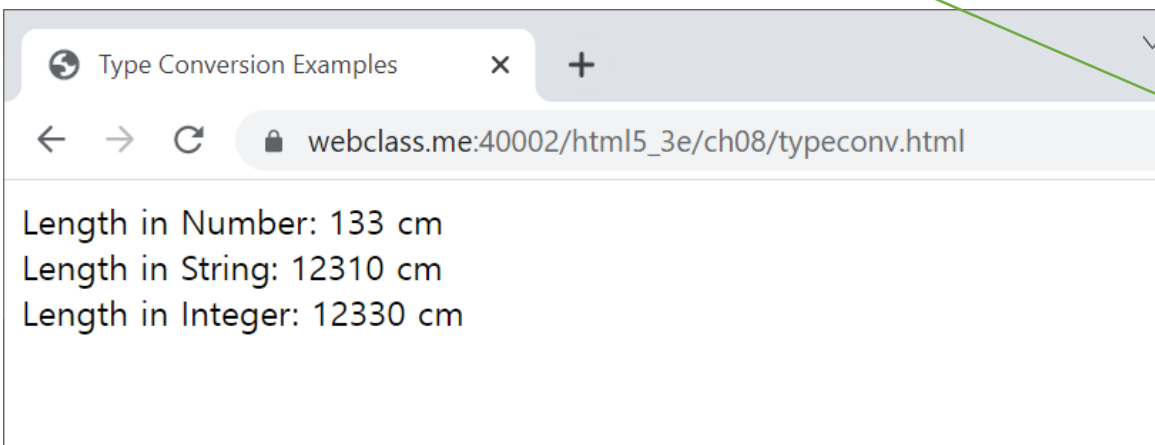 Type Conversion Examples
webclass.me:40002/html5_3e/ch08/typeconv.html
Length in Number: 133 cm
Length in String: 12310 cm
Length in Integer: 12330 cm